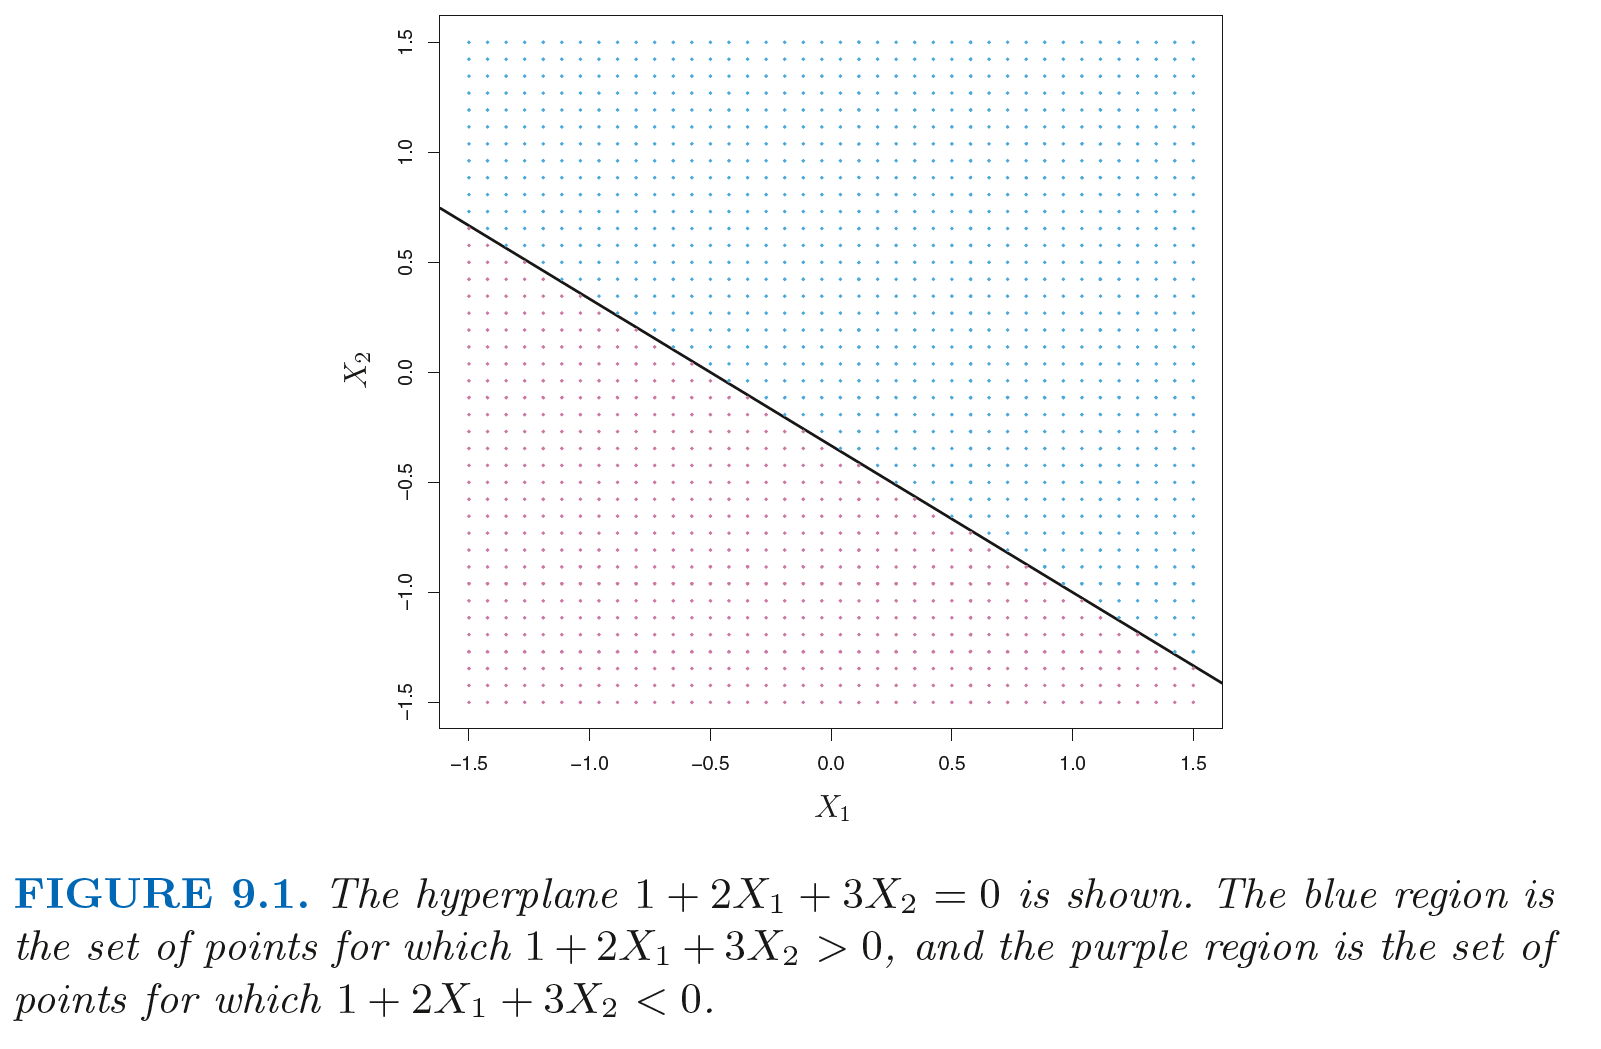 1.5
1.0
0.5
0.0
−0.5
−1.0
−1.5
X₂
−1.5 −1.0 −0.5 0.0 0.5 1.0 1.5
X₁
FIGURE 9.1. The hyperplane 1 + 2X₁ + 3X₂ = 0 is shown. The blue region is
the set of points for which 1 + 2X₁ + 3X₂ > 0, and the purple region is the set of
points for which 1 + 2X₁ + 3X₂ < 0.